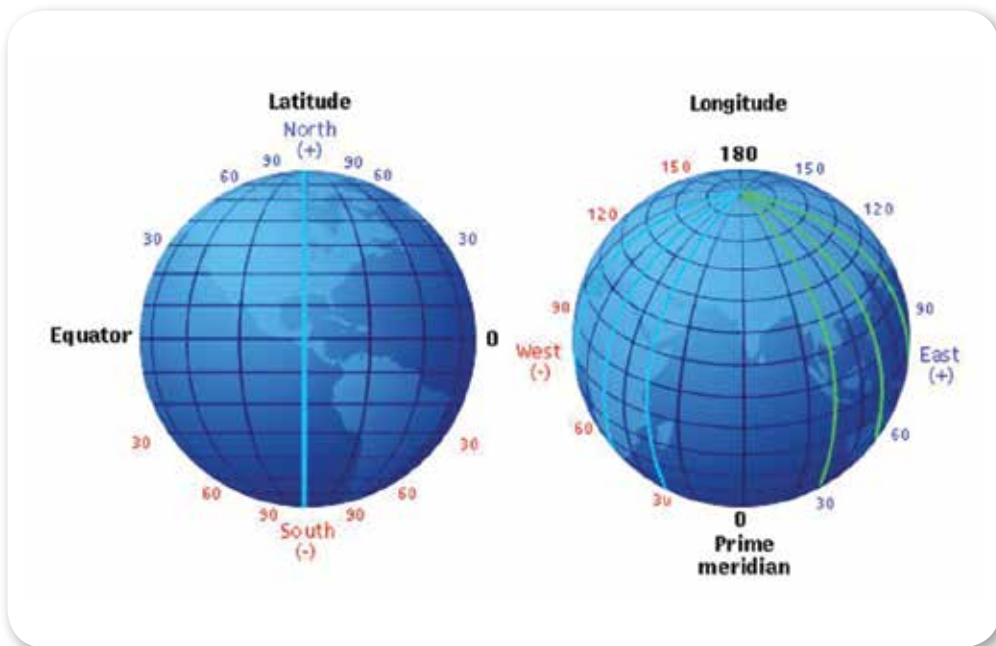 Latitude
North
(+)
90 90
60 60
30 30
Equator 0
30 30
60 60
90 90
South
(-)
Longitude
180
150 150
120 120
90 90
West
(-)
East
(+)
60 60
30 30
0
Prime
meridian